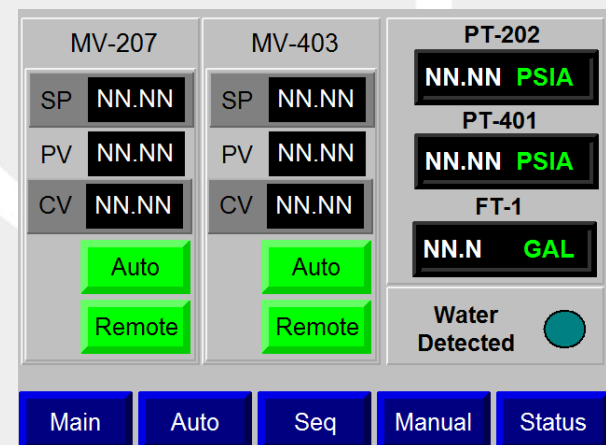 MV-207
SP NN.NN
PV NN.NN
CV NN.NN
Auto
Remote
MV-403
SP NN.NN
PV NN.NN
CV NN.NN
Auto
Remote
PT-202
NN.NN PSIA
PT-401
NN.NN PSIA
FT-1
NN.N GAL
Water
Detected
Main Auto Seq Manual Status